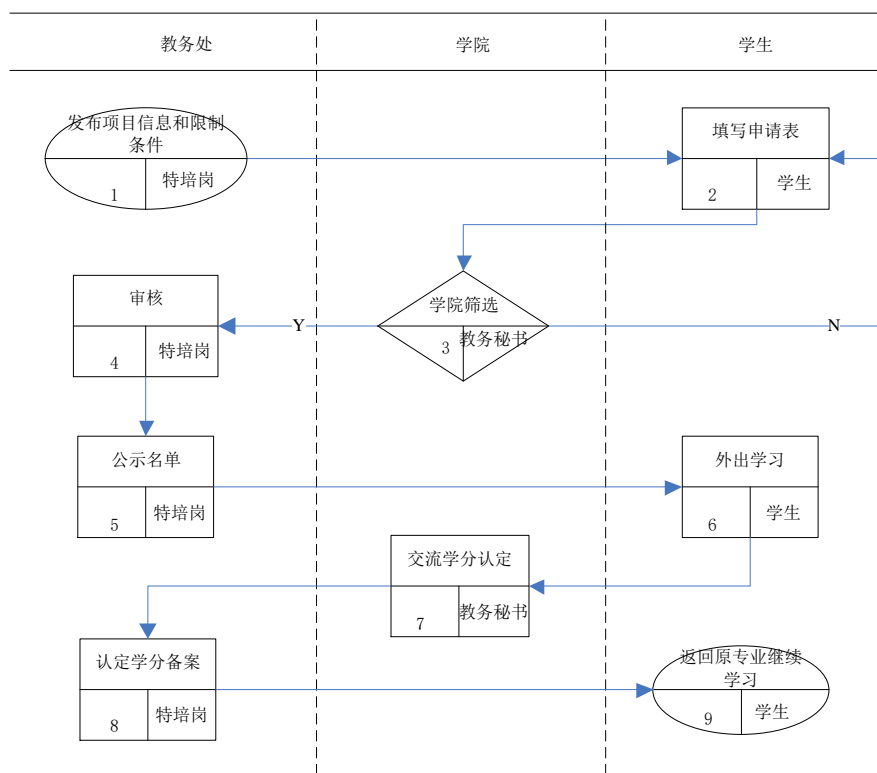 教务处
学院
学生
发布项目信息和限制
条件
1
特培岗
填写申请表
2
学生
学院筛选
3
教务秘书
Y
N
审核
4
特培岗
公示名单
5
特培岗
外出学习
6
学生
交流学分认定
7
教务秘书
认定学分备案
8
特培岗
返回原专业继续
学习
9
学生